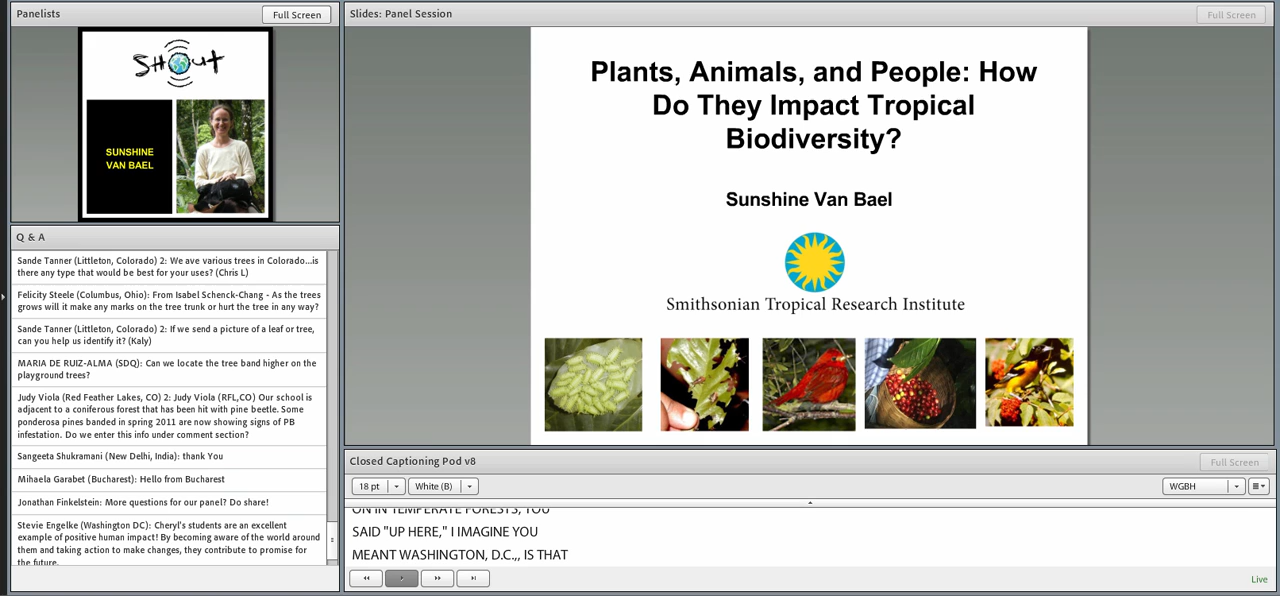 Panelists
Full Screen
SHout
SUNSHINE
VAN BAEL
Q & A
Sande Tanner (Littleton, Colorado) 2: We ave various trees in Colorado...is
there any type that would be best for your uses? (Chris L)
Felicity Steele (Columbus, Ohio): From Isabel Schenck-Chang - As the trees
grows will it make any marks on the tree trunk or hurt the tree in any way?
Sande Tanner (Littleton, Colorado) 2: If we send a picture of a leaf or tree,
can you help us identify it? (Kaly)
MARIA DE RUIZ-ALMA (SDQ): Can we locate the tree band higher on the
playground trees?
Judy Viola (Red Feather Lakes, CO) 2: Judy Viola (RFL,CO) Our school is
adjacent to a coniferous forest that has been hit with pine beetle. Some
ponderosa pines banded in spring 2011 are now showing signs of PB
infestation. Do we enter this info under comment section?
Sangeeta Shukramani (New Delhi, India): thank You
Mihaela Garabet (Bucharest): Hello from Bucharest
Jonathan Finkelstein: More questions for our panel? Do share!
Stevie Engelke (Washington DC): Cheryl's students are an excellent
example of positive human impact! By becoming aware of the world around
them and taking action to make changes, they contribute to promise for
the future.
Slides: Panel Session
Full Screen
Plants, Animals, and People: How
Do They Impact Tropical
Biodiversity?
Sunshine Van Bael
Smithsonian Tropical Research Institute
Closed Captioning Pod v8
Full Screen
18 pt
White (B)
WGBH
ON IN TEMPERATE FORESTS, YOU
SAID "UP HERE," I IMAGINE YOU
MEANT WASHINGTON, D.C.,, IS THAT
Live